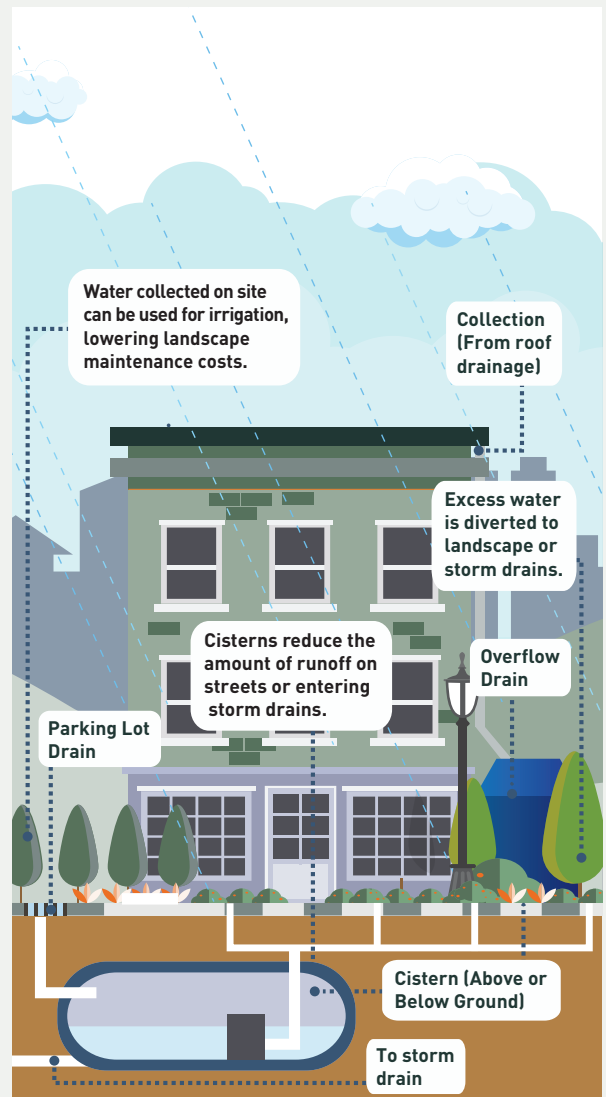 Water collected on site
can be used for irrigation,
lowering landscape
maintenance costs.
Collection
(From roof
drainage)
Excess water
is diverted to
landscape or
storm drains.
Cisterns reduce the
amount of runoff on
streets or entering
storm drains.
Overflow
Drain
Parking Lot
Drain
Cistern (Above or
Below Ground)
To storm
drain